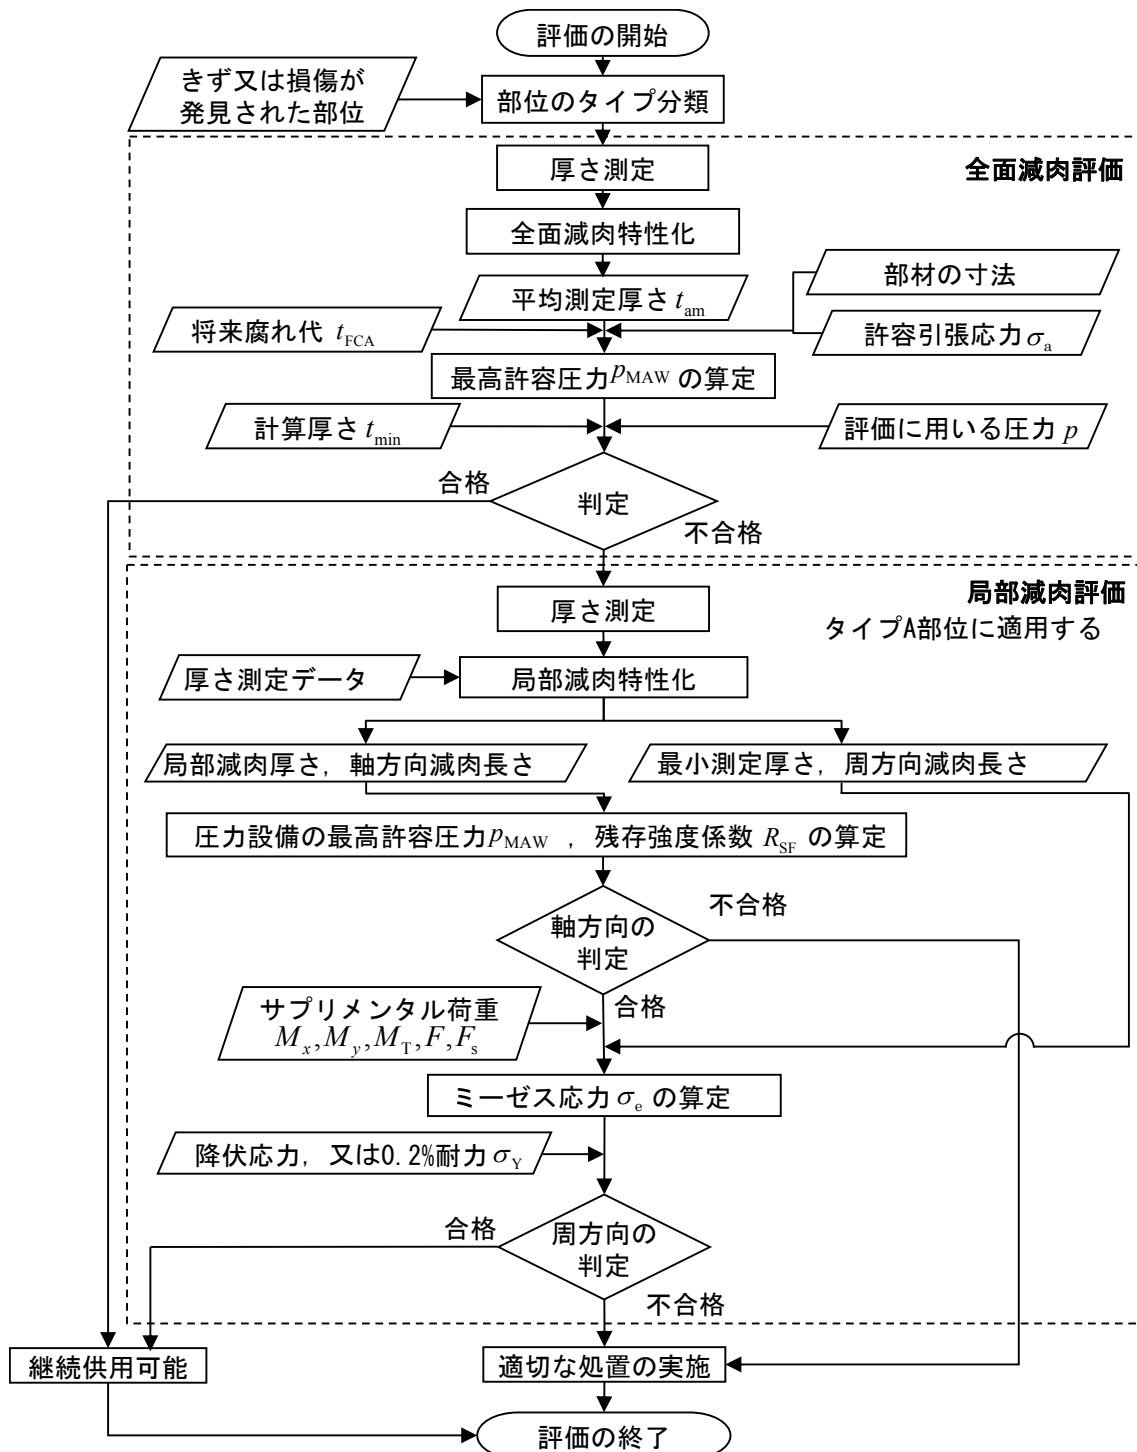 評価の開始
きず又は損傷が
発見された部位
部位のタイプ分類
厚さ測定
全面減肉評価
全面減肉特性化
部材の寸法
平均測定厚さ t_am
将来腐れ代 t_FCA
許容引張応力 σ_a
最高許容圧力 p_MAW の算定
計算厚さ t_min
評価に用いる圧力 p
合格
判定
不合格
局部減肉評価
厚さ測定
タイプA部位に適用する
厚さ測定データ
局部減肉特性化
局部減肉厚さ, 軸方向減肉長さ
最小測定厚さ, 周方向減肉長さ
圧力設備の最高許容圧力 p_MAW , 残存強度係数 R_SF の算定
不合格
軸方向の
判定
合格
サプリメンタル荷重
M_x, M_y, M_T, F, F_s
ミーゼス応力 σ_e の算定
降伏応力, 又は0.2%耐力 σ_Y
合格
周方向の
判定
不合格
継続供用可能
適切な処置の実施
評価の終了